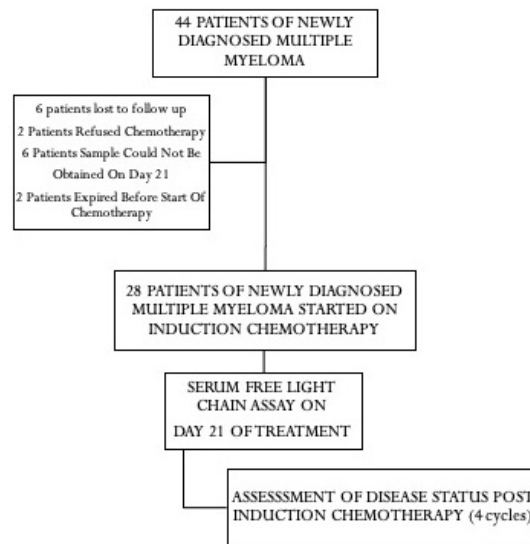 44 PATIENTS OF NEWLY
DIAGNOSED MULTIPLE
MYELOMA
6 patients lost to follow up
2 Patients Refused Chemotherapy
6 Patients Sample Could Not Be
Obtained On Day 21
2 Patients Expired Before Start Of
Chemotherapy
28 PATIENTS OF NEWLY DIAGNOSED
MULTIPLE MYELOMA STARTED ON
INDUCTION CHEMOTHERAPY
SERUM FREE LIGHT
CHAIN ASSAY ON
DAY 21 OF TREATMENT
ASSESSSMENT OF DISEASE STATUS POST
INDUCTION CHEMOTHERAPY (4 cycles)